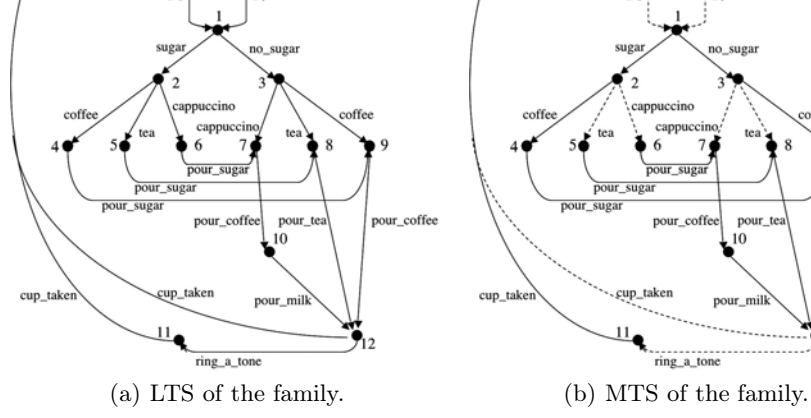 1
sugar
no_sugar
2
3
coffee
cappuccino
coffee
tea
cappuccino
tea
4
5
6
7
8
9
pour_sugar
pour_sugar
pour_sugar
pour_coffee
pour_tea
pour_coffee
10
cup_taken
cup_taken
pour_milk
11
12
ring_a_tone
(a) LTS of the family.
1
sugar
no_sugar
2
3
coffee
cappuccino
tea
cappuccino
tea
4
5
6
7
8
pour_sugar
pour_sugar
pour_sugar
pour_coffee
pour_tea
10
cup_taken
cup_taken
pour_milk
11
ring_a_tone
(b) MTS of the family.